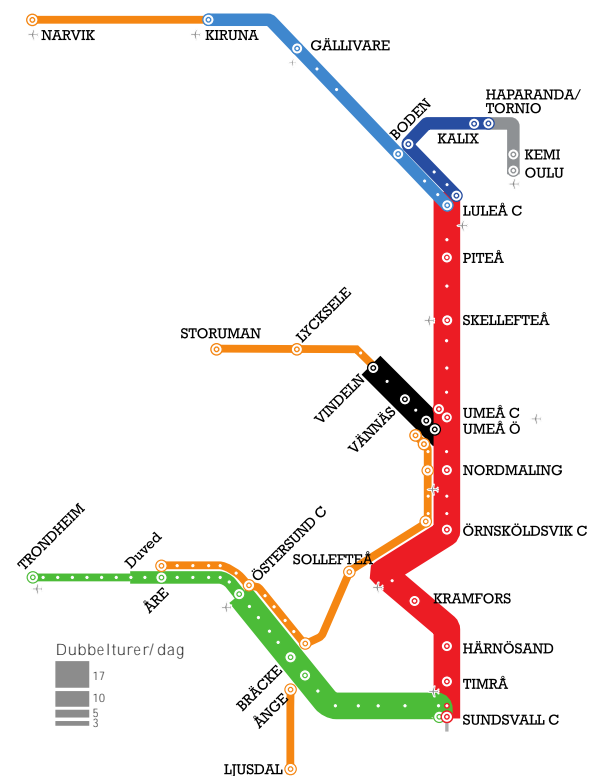 NARVIK
KIRUNA
GÄLLIVARE
BODEN
HAPARANDA/
TORNIO
KALIX
KEMI
OULU
LULEÅ C
PITEÅ
SKELLEFTEÅ
STORUMAN
LYCKSELE
VINDELN
VÄNNÄS
UMEÅ C
UMEÅ Ö
NORDMALING
ÖRNSKÖLDSVIK C
SOLLEFTEÅ
KRAMFORS
HÄRNÖSAND
TIMRÅ
SUNDSVALL C
TRONDHEIM
Duved
ÅRE
ÖSTERSUND C
BRÄCKE
ÅNGE
LJUSDAL
Dubbelturer/dag
17
10
5
3